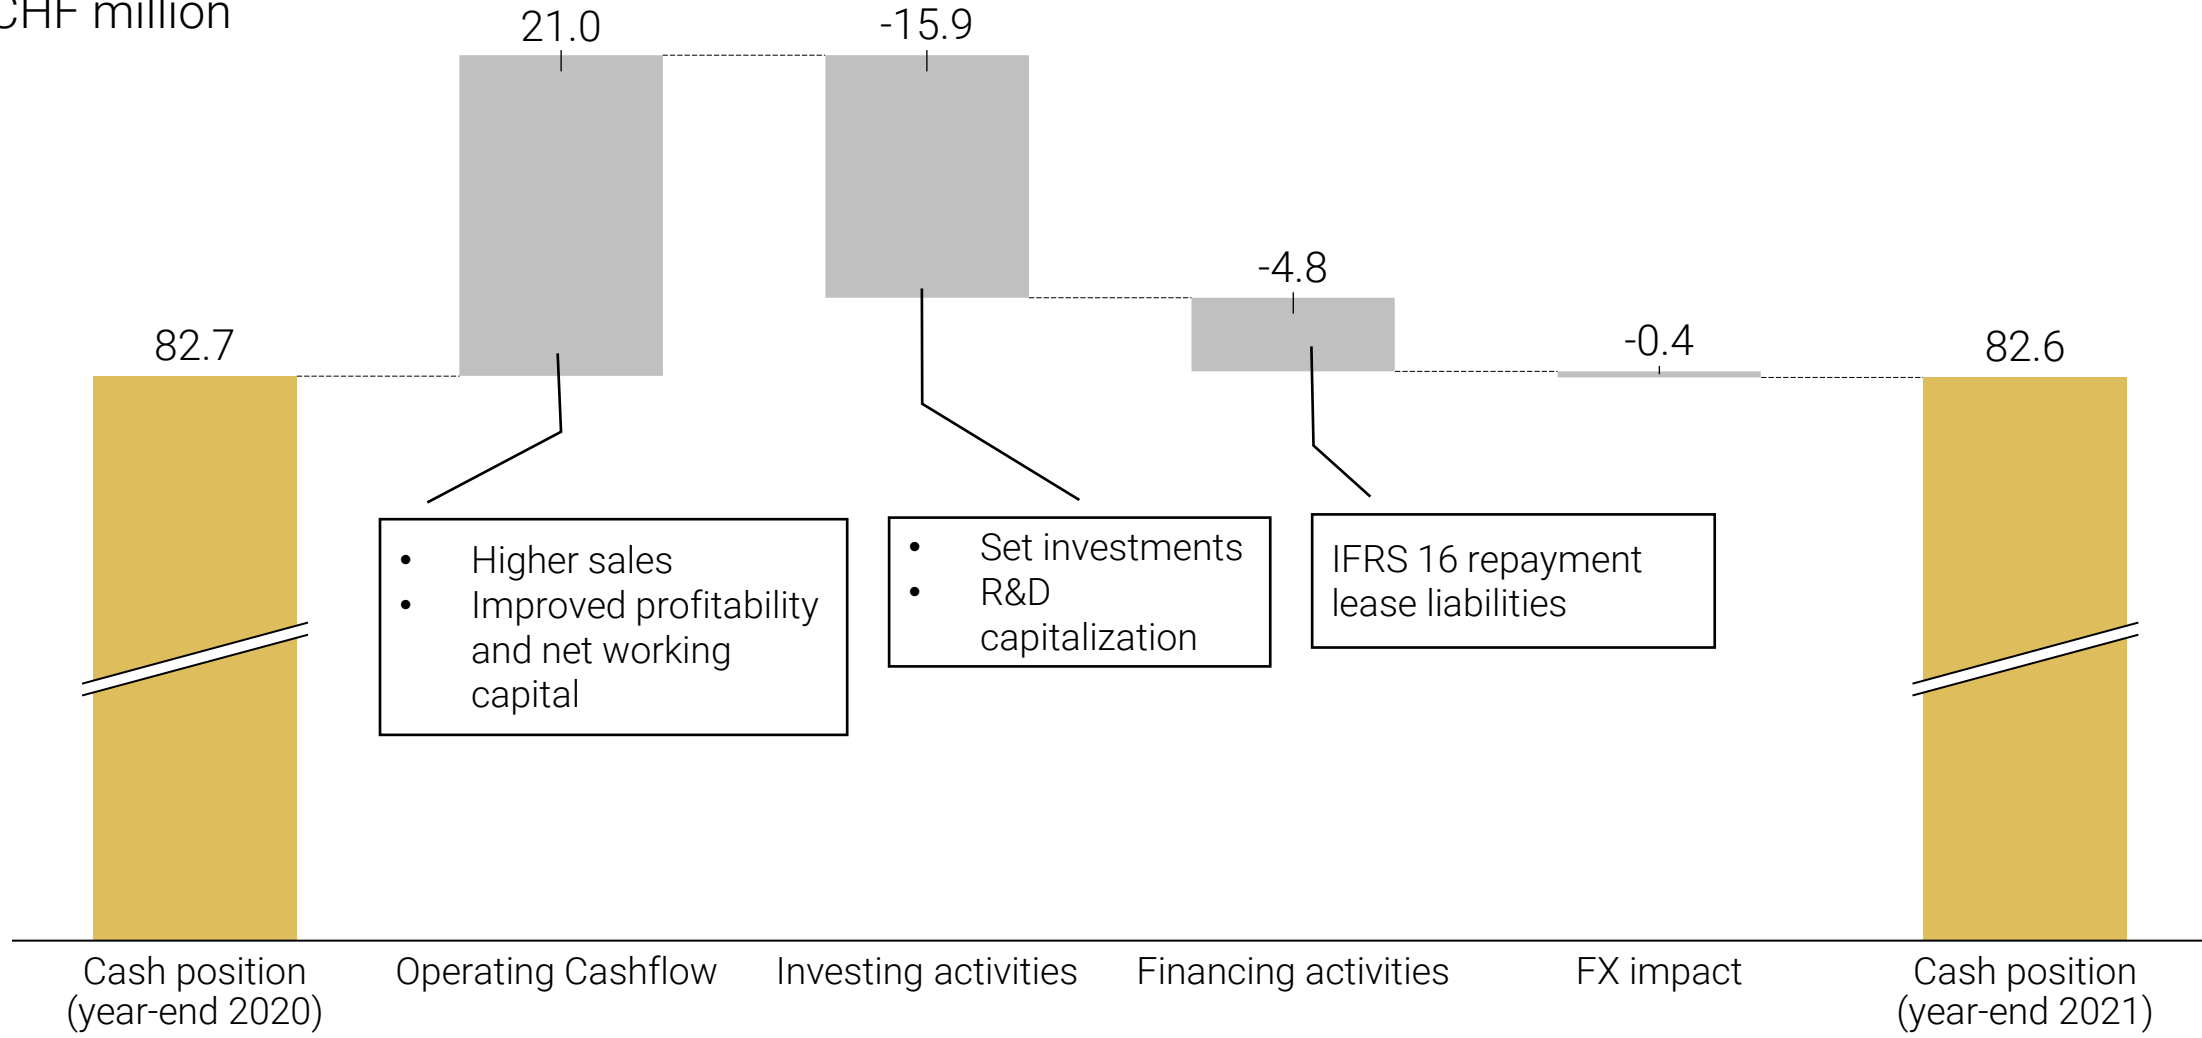 CHF million
21.0
-15.9
-4.8
82.7
-0.4
82.6
• Higher sales
• Improved profitability
and net working
capital
• Set investments
• R&D
capitalization
IFRS 16 repayment
lease liabilities
Cash position
(year-end 2020)
Operating Cashflow
Investing activities
Financing activities
FX impact
Cash position
(year-end 2021)